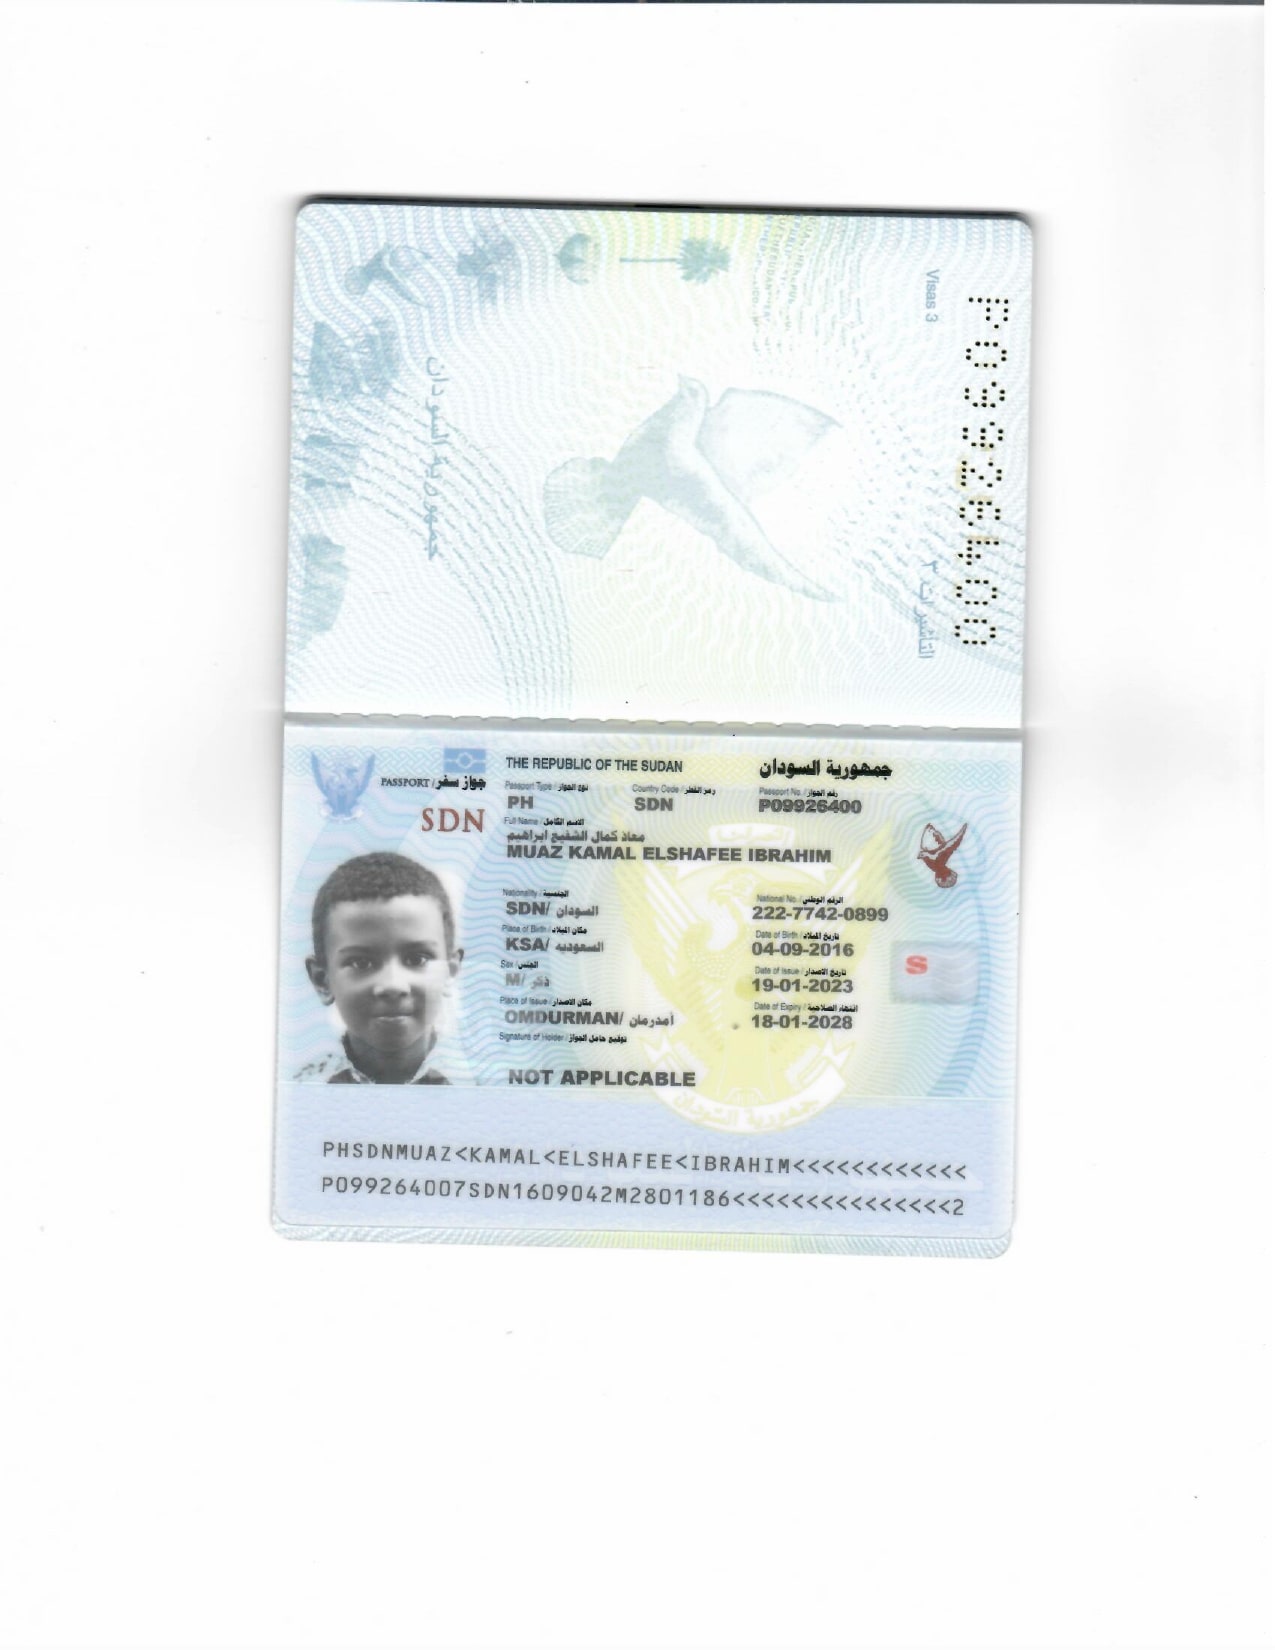 Visas 3
P09926400
جمهورية السودان
التأشيرات ٣
PASSPORT / جواز سفر
SDN
THE REPUBLIC OF THE SUDAN جمهورية السودان
Passport Type / نوع الجواز Country Code / رمز القطر Passport No. / رقم الجواز
PH SDN P09926400
Full Name / الاسم الكامل
معاذ كمال الشفيع ابراهيم
MUAZ KAMAL ELSHAFEE IBRAHIM
Nationality / الجنسية National No. / الرقم الوطني
SDN/ السودان 222-7742-0899
Place of Birth / مكان الميلاد Date of Birth / تاريخ الميلاد
KSA/ السعودية 04-09-2016
Sex / الجنس Date of Issue / تاريخ الاصدار
M/ ذكر 19-01-2023
Place of Issue / مكان الاصدار Date of Expiry / انتهاء الصلاحية
OMDURMAN/ أمدرمان 18-01-2028
Signature of Holder / توقيع حامل الجواز
NOT APPLICABLE
S
جمهورية السودان
PHSDNMUAZ<KAMAL<ELSHAFEE<IBRAHIM<<<<<<<<<<<<
P099264007SDN1609042M2801186<<<<<<<<<<<<<<<2